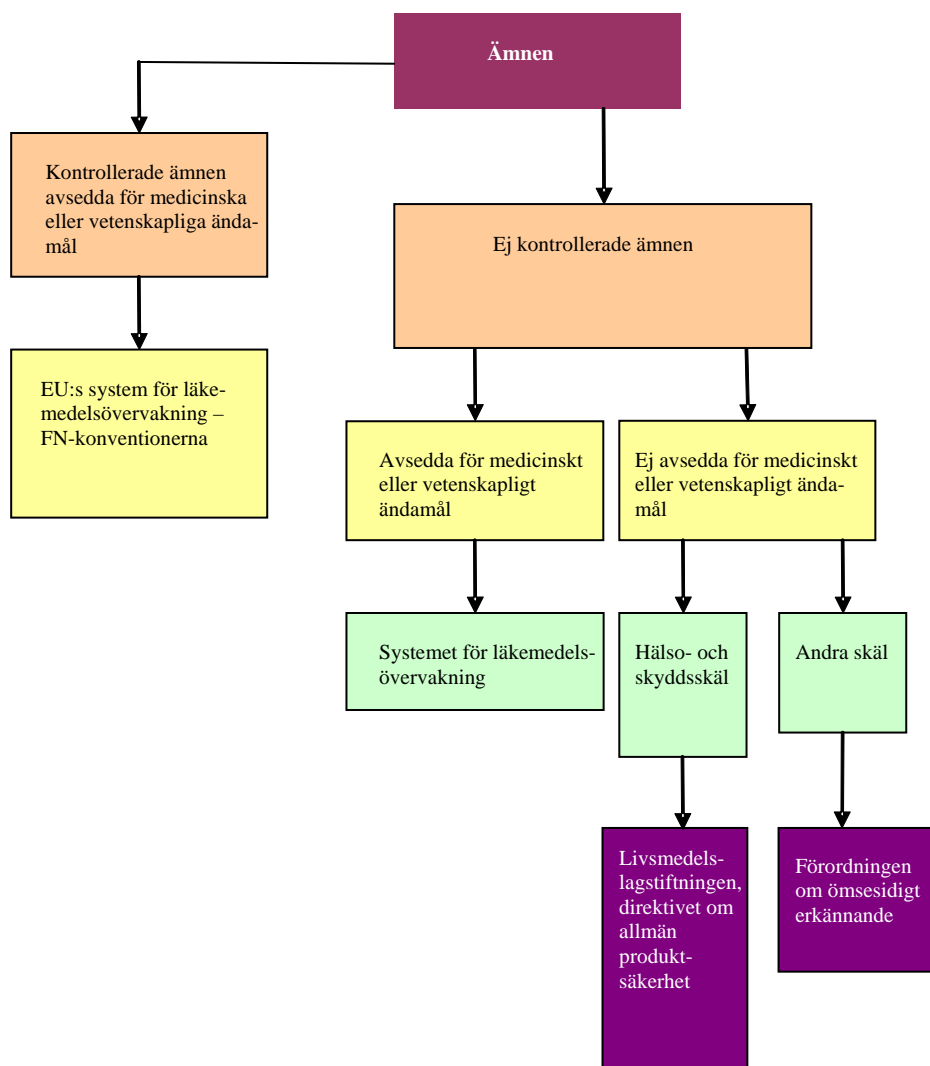 Ämnen
Kontrollerade ämnen
avsedda för medicinska
eller vetenskapliga ända-
mål
Ej kontrollerade ämnen
EU:s system för läke-
medelsövervakning –
FN-konventionerna
Avsedda för medicinskt
eller vetenskapligt
ändamål
Ej avsedda för medicinskt
eller vetenskapligt ända-
mål
Systemet för läkemedels-
övervakning
Hälso- och
skyddsskäl
Andra skäl
Livsmedels-
lagstiftningen,
direktivet om
allmän
produkt-
säkerhet
Förordningen
om ömsesidigt
erkännande